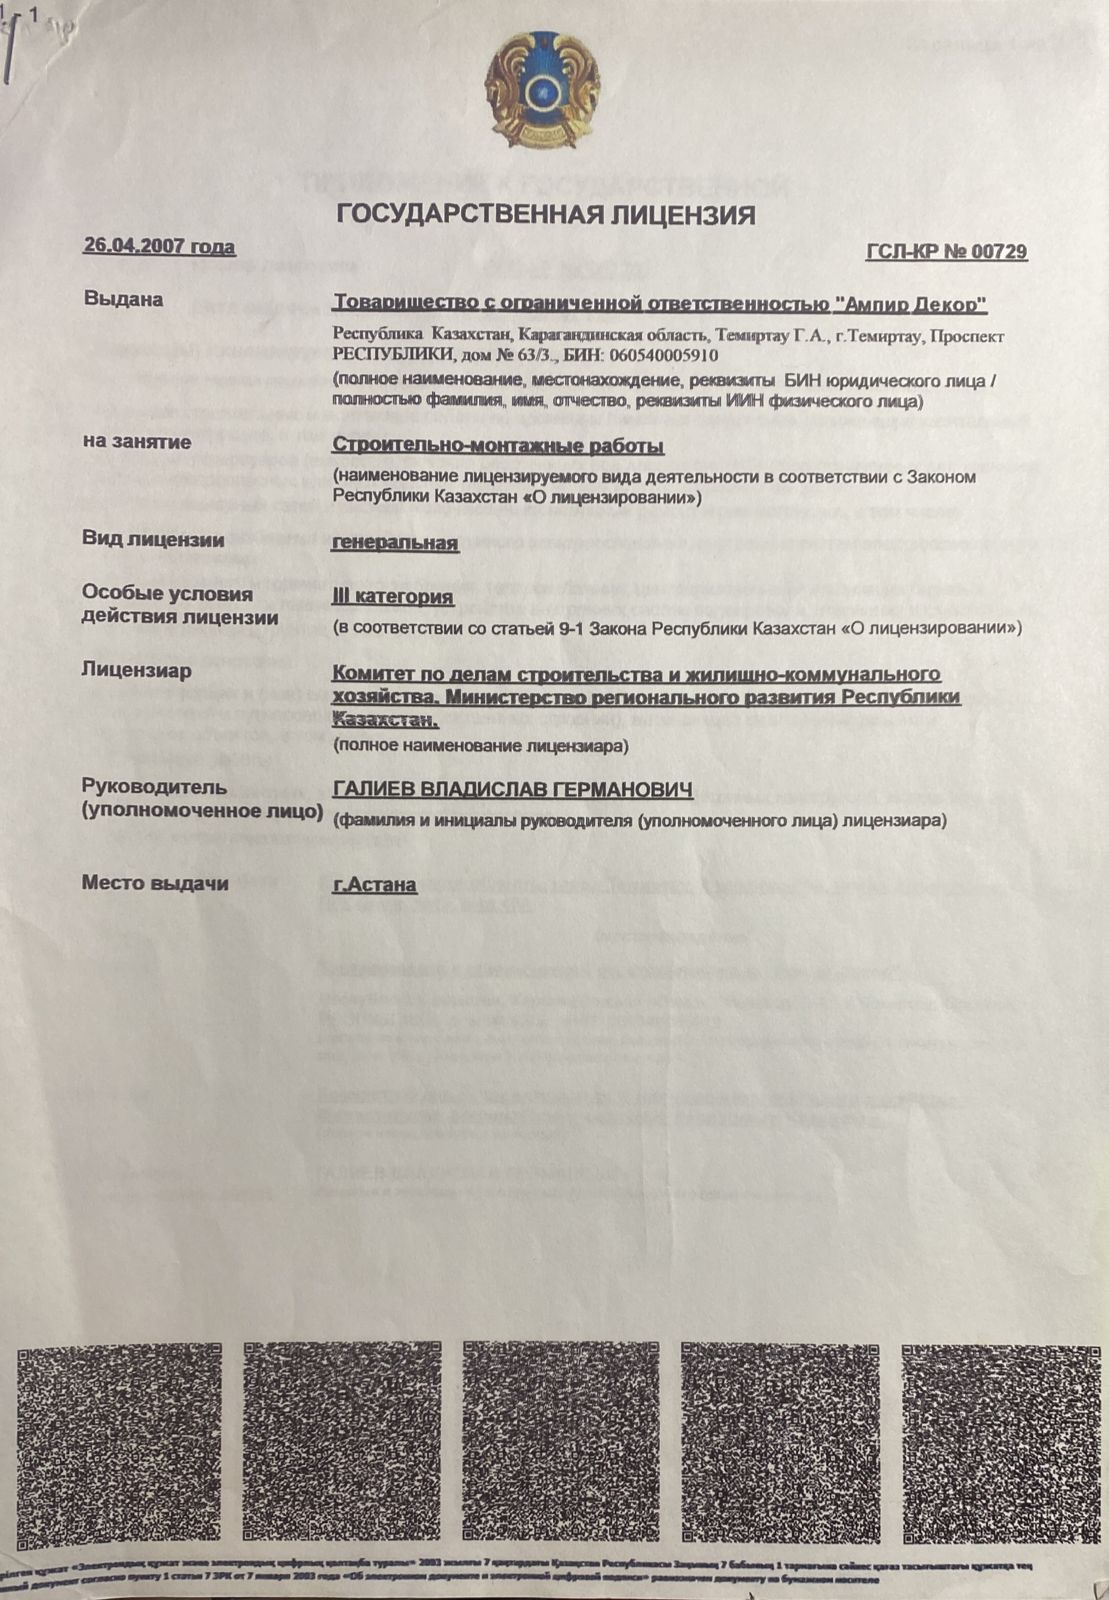 1 - 1
ГОСУДАРСТВЕННАЯ ЛИЦЕНЗИЯ
26.04.2007 года
ГСЛ-КР № 00729
Выдана
Товарищество с ограниченной ответственностью "Ампир Декор"
Республика Казахстан, Карагандинская область, Темиртау Г.А., г.Темиртау, Проспект
РЕСПУБЛИКИ, дом № 63/3., БИН: 060540005910
(полное наименование, местонахождение, реквизиты БИН юридического лица /
полностью фамилия, имя, отчество, реквизиты ИИН физического лица)
на занятие
Строительно-монтажные работы
(наименование лицензируемого вида деятельности в соответствии с Законом
Республики Казахстан «О лицензировании»)
Вид лицензии
генеральная
Особые условия
действия лицензии
III категория
(в соответствии со статьей 9-1 Закона Республики Казахстан «О лицензировании»)
Лицензиар
Комитет по делам строительства и жилищно-коммунального
хозяйства. Министерство регионального развития Республики
Казахстан.
(полное наименование лицензиара)
Руководитель
(уполномоченное лицо)
ГАЛИЕВ ВЛАДИСЛАВ ГЕРМАНОВИЧ
(фамилия и инициалы руководителя (уполномоченного лица) лицензиара)
Место выдачи
г.Астана
құжат «Электрондық құжат және электрондық цифрлық қолтаңба туралы» 2003 жылғы 7 қаңтардағы Қазақстан Республикасы Заңының 7 бабының 1 тармағына сәйкес қағаз тасығыштағы құжатқа тең
документ согласно пункту 1 статьи 7 ЗРК от 7 января 2003 года «Об электронном документе и электронной цифровой подписи» равнозначен документу на бумажном носителе